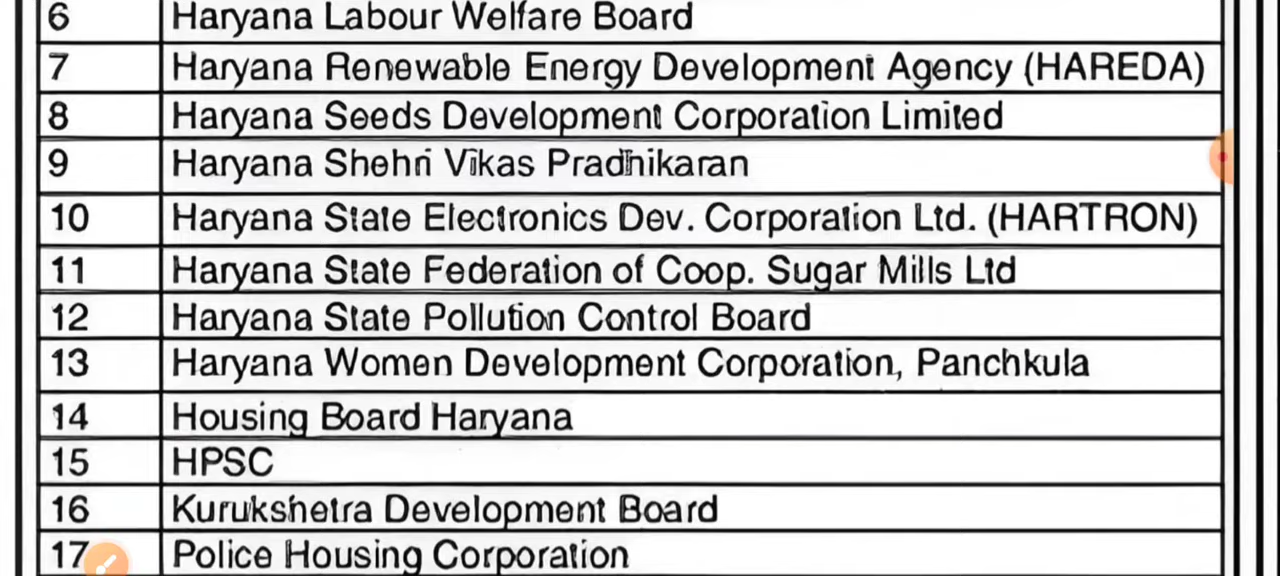 6 Haryana Labour Welfare Board
7 Haryana Renewable Energy Development Agency (HAREDA)
8 Haryana Seeds Development Corporation Limited
9 Haryana Shehri Vikas Pradhikaran
10 Haryana State Electronics Dev. Corporation Ltd. (HARTRON)
11 Haryana State Federation of Coop. Sugar Mills Ltd
12 Haryana State Pollution Control Board
13 Haryana Women Development Corporation, Panchkula
14 Housing Board Haryana
15 HPSC
16 Kurukshetra Development Board
17 Police Housing Corporation